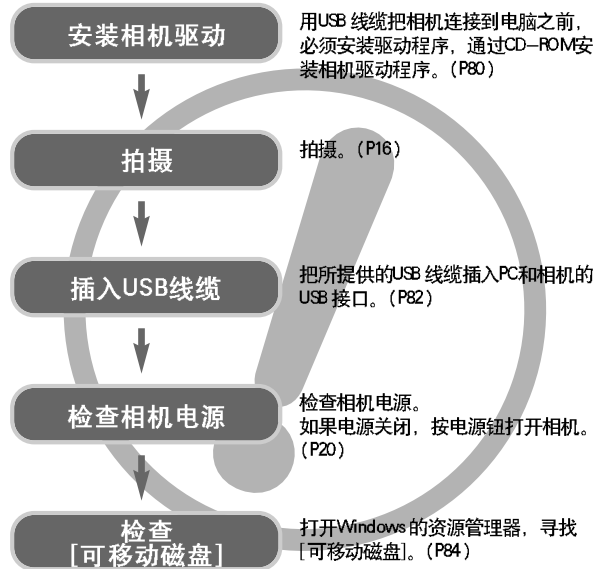 安装相机驱动
用USB 线缆把相机连接到电脑之前,
必须安装驱动程序, 通过CD-ROM安
装相机驱动程序。(P80)
拍摄
拍摄。(P16)
插入USB线缆
把所提供的USB 线缆插入PC和相机的
USB 接口。(P82)
检查相机电源
检查相机电源。
如果电源关闭, 按电源钮打开相机。
(P20)
检查
[可移动磁盘]
打开Windows 的资源管理器, 寻找
[可移动磁盘]。(P84)